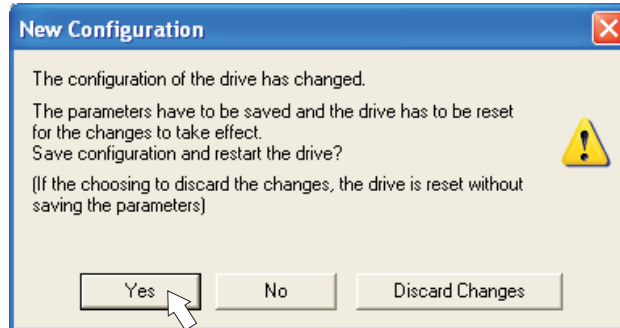 New Configuration
The configuration of the drive has changed.
The parameters have to be saved and the drive has to be reset
for the changes to take effect.
Save configuration and restart the drive?
(If the choosing to discard the changes, the drive is reset without
saving the parameters)
Yes
No
Discard Changes